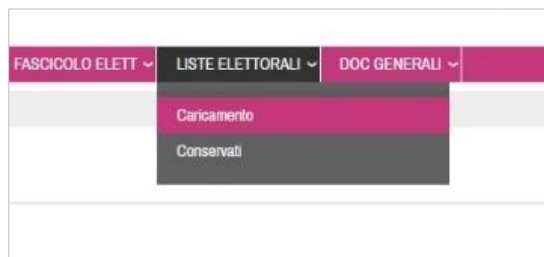 FASCICOLO ELETT LISTE ELETTORALI DOC GENERALI
Caricamento
Conservati